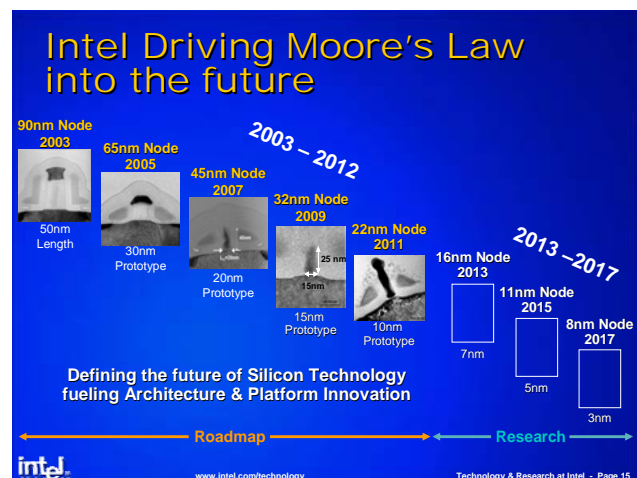 Intel Driving Moore's Law
into the future
90nm Node
2003
50nm
Length
65nm Node
2005
30nm
Prototype
45nm Node
2007
20nm
Prototype
2003 – 2012
32nm Node
2009
25 nm
15nm
15nm
Prototype
22nm Node
2011
10nm
Prototype
2013 –2017
16nm Node
2013
7nm
11nm Node
2015
5nm
8nm Node
2017
3nm
Defining the future of Silicon Technology
fueling Architecture & Platform Innovation
Roadmap
Research
intel
www.intel.com/technology
Technology & Research at Intel - Page 15